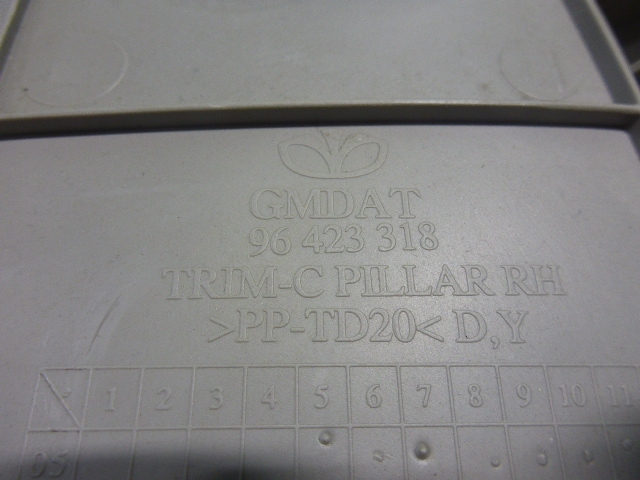 GMDAT
96 423 318
TRIM-C PILLAR RH
>PP-TD20< D,Y
1 2 3 4 5 6 7 8 9 10 11
05